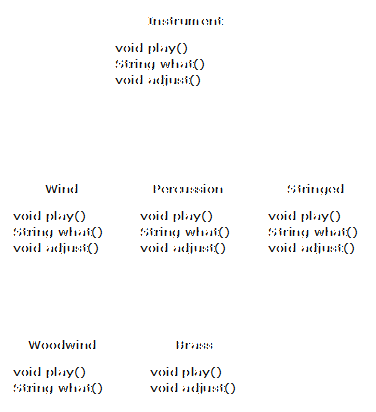 Instrument
void play()
String what()
void adjust()
Wind
void play()
String what()
void adjust()
Percussion
void play()
String what()
void adjust()
Stringed
void play()
String what()
void adjust()
Woodwind
void play()
String what()
Brass
void play()
void adjust()